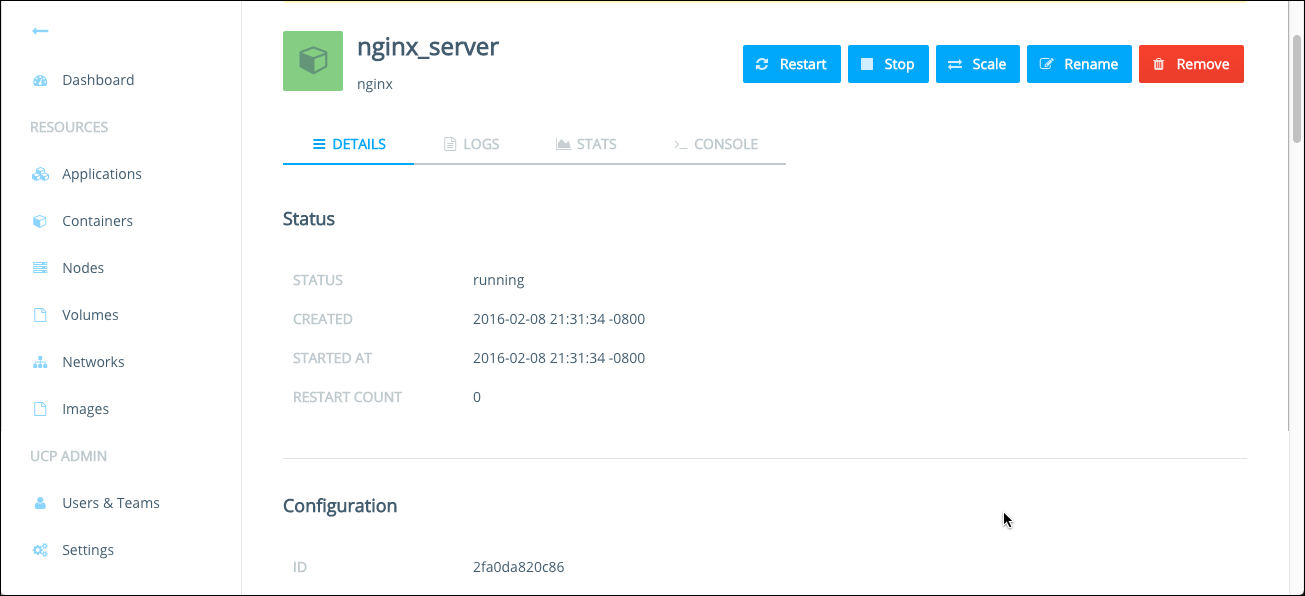 nginx_server
nginx
Restart
Stop
Scale
Rename
Remove
Dashboard
RESOURCES
Applications
Containers
Nodes
Volumes
Networks
Images
UCP ADMIN
Users & Teams
Settings
DETAILS
LOGS
STATS
CONSOLE
Status
STATUS running
CREATED 2016-02-08 21:31:34 -0800
STARTED AT 2016-02-08 21:31:34 -0800
RESTART COUNT 0
Configuration
ID 2fa0da820c86